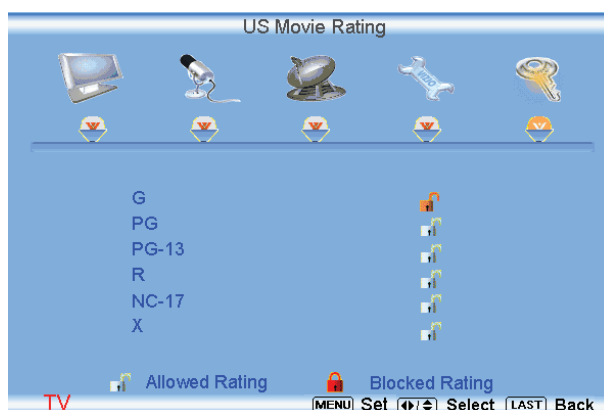 US Movie Rating
G
PG
PG-13
R
NC-17
X
Allowed Rating Blocked Rating
TV MENU Set Select LAST Back